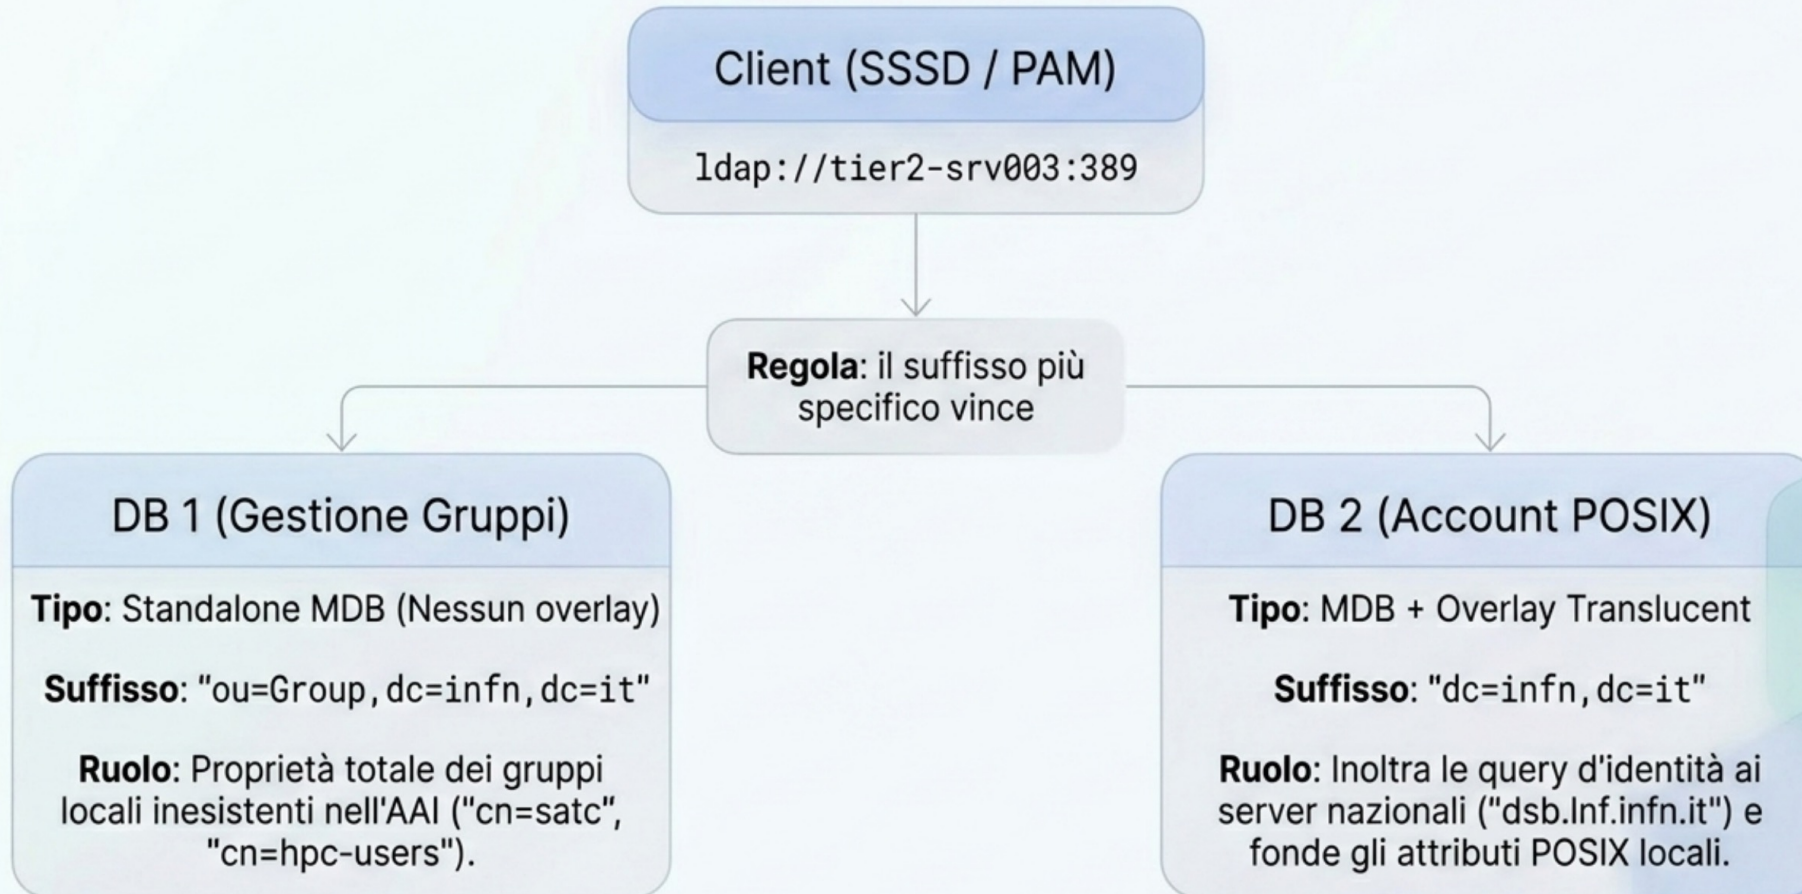 Client (SSSD / PAM)
ldap://tier2-srv003:389
Regola: il suffisso più
specifico vince
DB 1 (Gestione Gruppi)
Tipo: Standalone MDB (Nessun overlay)
Suffisso: "ou=Group,dc=infn,dc=it"
Ruolo: Proprietà totale dei gruppi
locali inesistenti nell'AAI ("cn=satc",
"cn=hpc-users").
DB 2 (Account POSIX)
Tipo: MDB + Overlay Translucent
Suffisso: "dc=infn,dc=it"
Ruolo: Inoltra le query d'identità ai
server nazionali ("dsb.lnf.infn.it") e
fonde gli attributi POSIX locali.